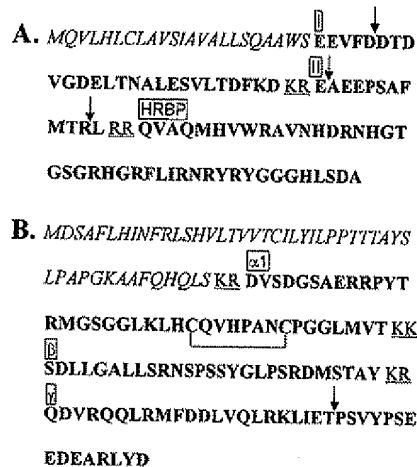 I
A. MQVLHLCLAVSIAVALLSQAAWS EEVFDDTD
II
VGDELTNALESVLTDFKD KR EAEEPSAF
HRBP
MTRL RR QVAQMHVWRAVNHDRNHGT
GSGRHGRFLIRNRYRYGGGHLSDA
B. MDSAFLHINFRLSHVLTVVTCILYILPPTTTAYS
α1
LPAPGKAAFQHQLS KR DVSDGSAERRPYT
RMGSGGLKLHCQVHPANCPGGLMVT KK
β
SDLLGALLSRNSPSSYGLPSRDMSTAY KR
γ
QDVRQQLRMFDDLVQLRKLIETPSVYPSE
EDEARLYD